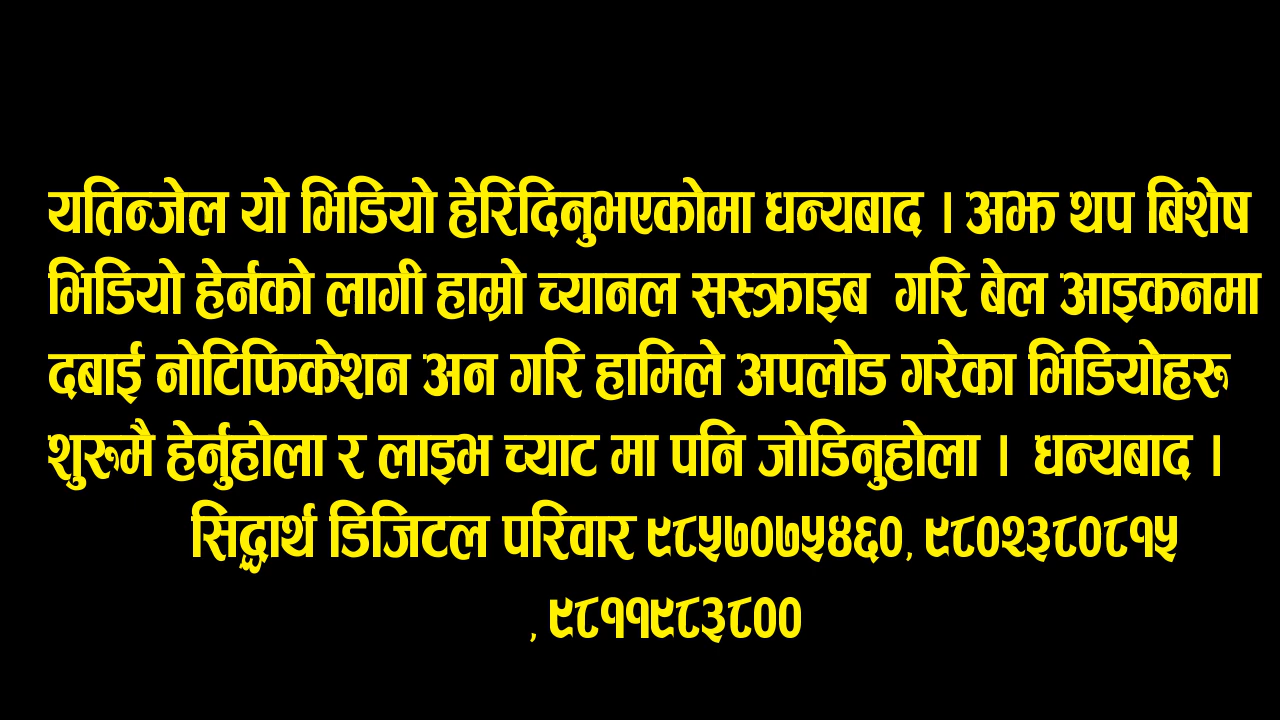 यतिन्जेल यो भिडियो हेरिदिनुभएकोमा धन्यबाद । अझ थप बिशेष
भिडियो हेर्नको लागी हाम्रो च्यानल सस्क्राइब गरि बेल आइकनमा
दबाई नोटिफिकेशन अन गरि हामिले अपलोड गरेका भिडियोहरू
शुरूमै हेर्नुहोला र लाइभ च्याट मा पनि जोडिनुहोला । धन्यबाद ।
सिद्धार्थ डिजिटल परिवार ९८५७०७५४६०, ९८०२३८०८१५
, ९८११९८३८००